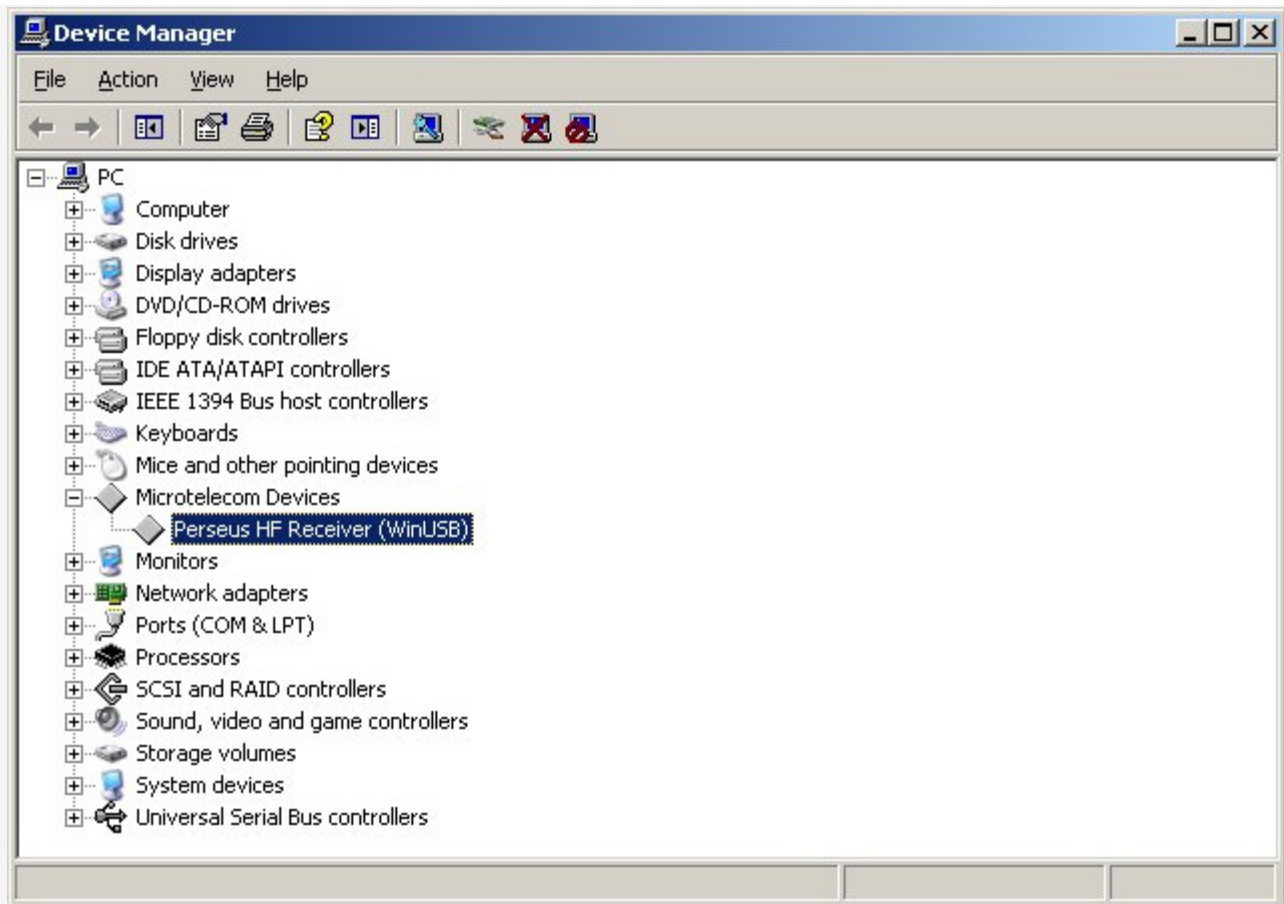 Device Manager
File Action View Help
PC
Computer
Disk drives
Display adapters
DVD/CD-ROM drives
Floppy disk controllers
IDE ATA/ATAPI controllers
IEEE 1394 Bus host controllers
Keyboards
Mice and other pointing devices
Microtelecom Devices
Perseus HF Receiver (WinUSB)
Monitors
Network adapters
Ports (COM & LPT)
Processors
SCSI and RAID controllers
Sound, video and game controllers
Storage volumes
System devices
Universal Serial Bus controllers